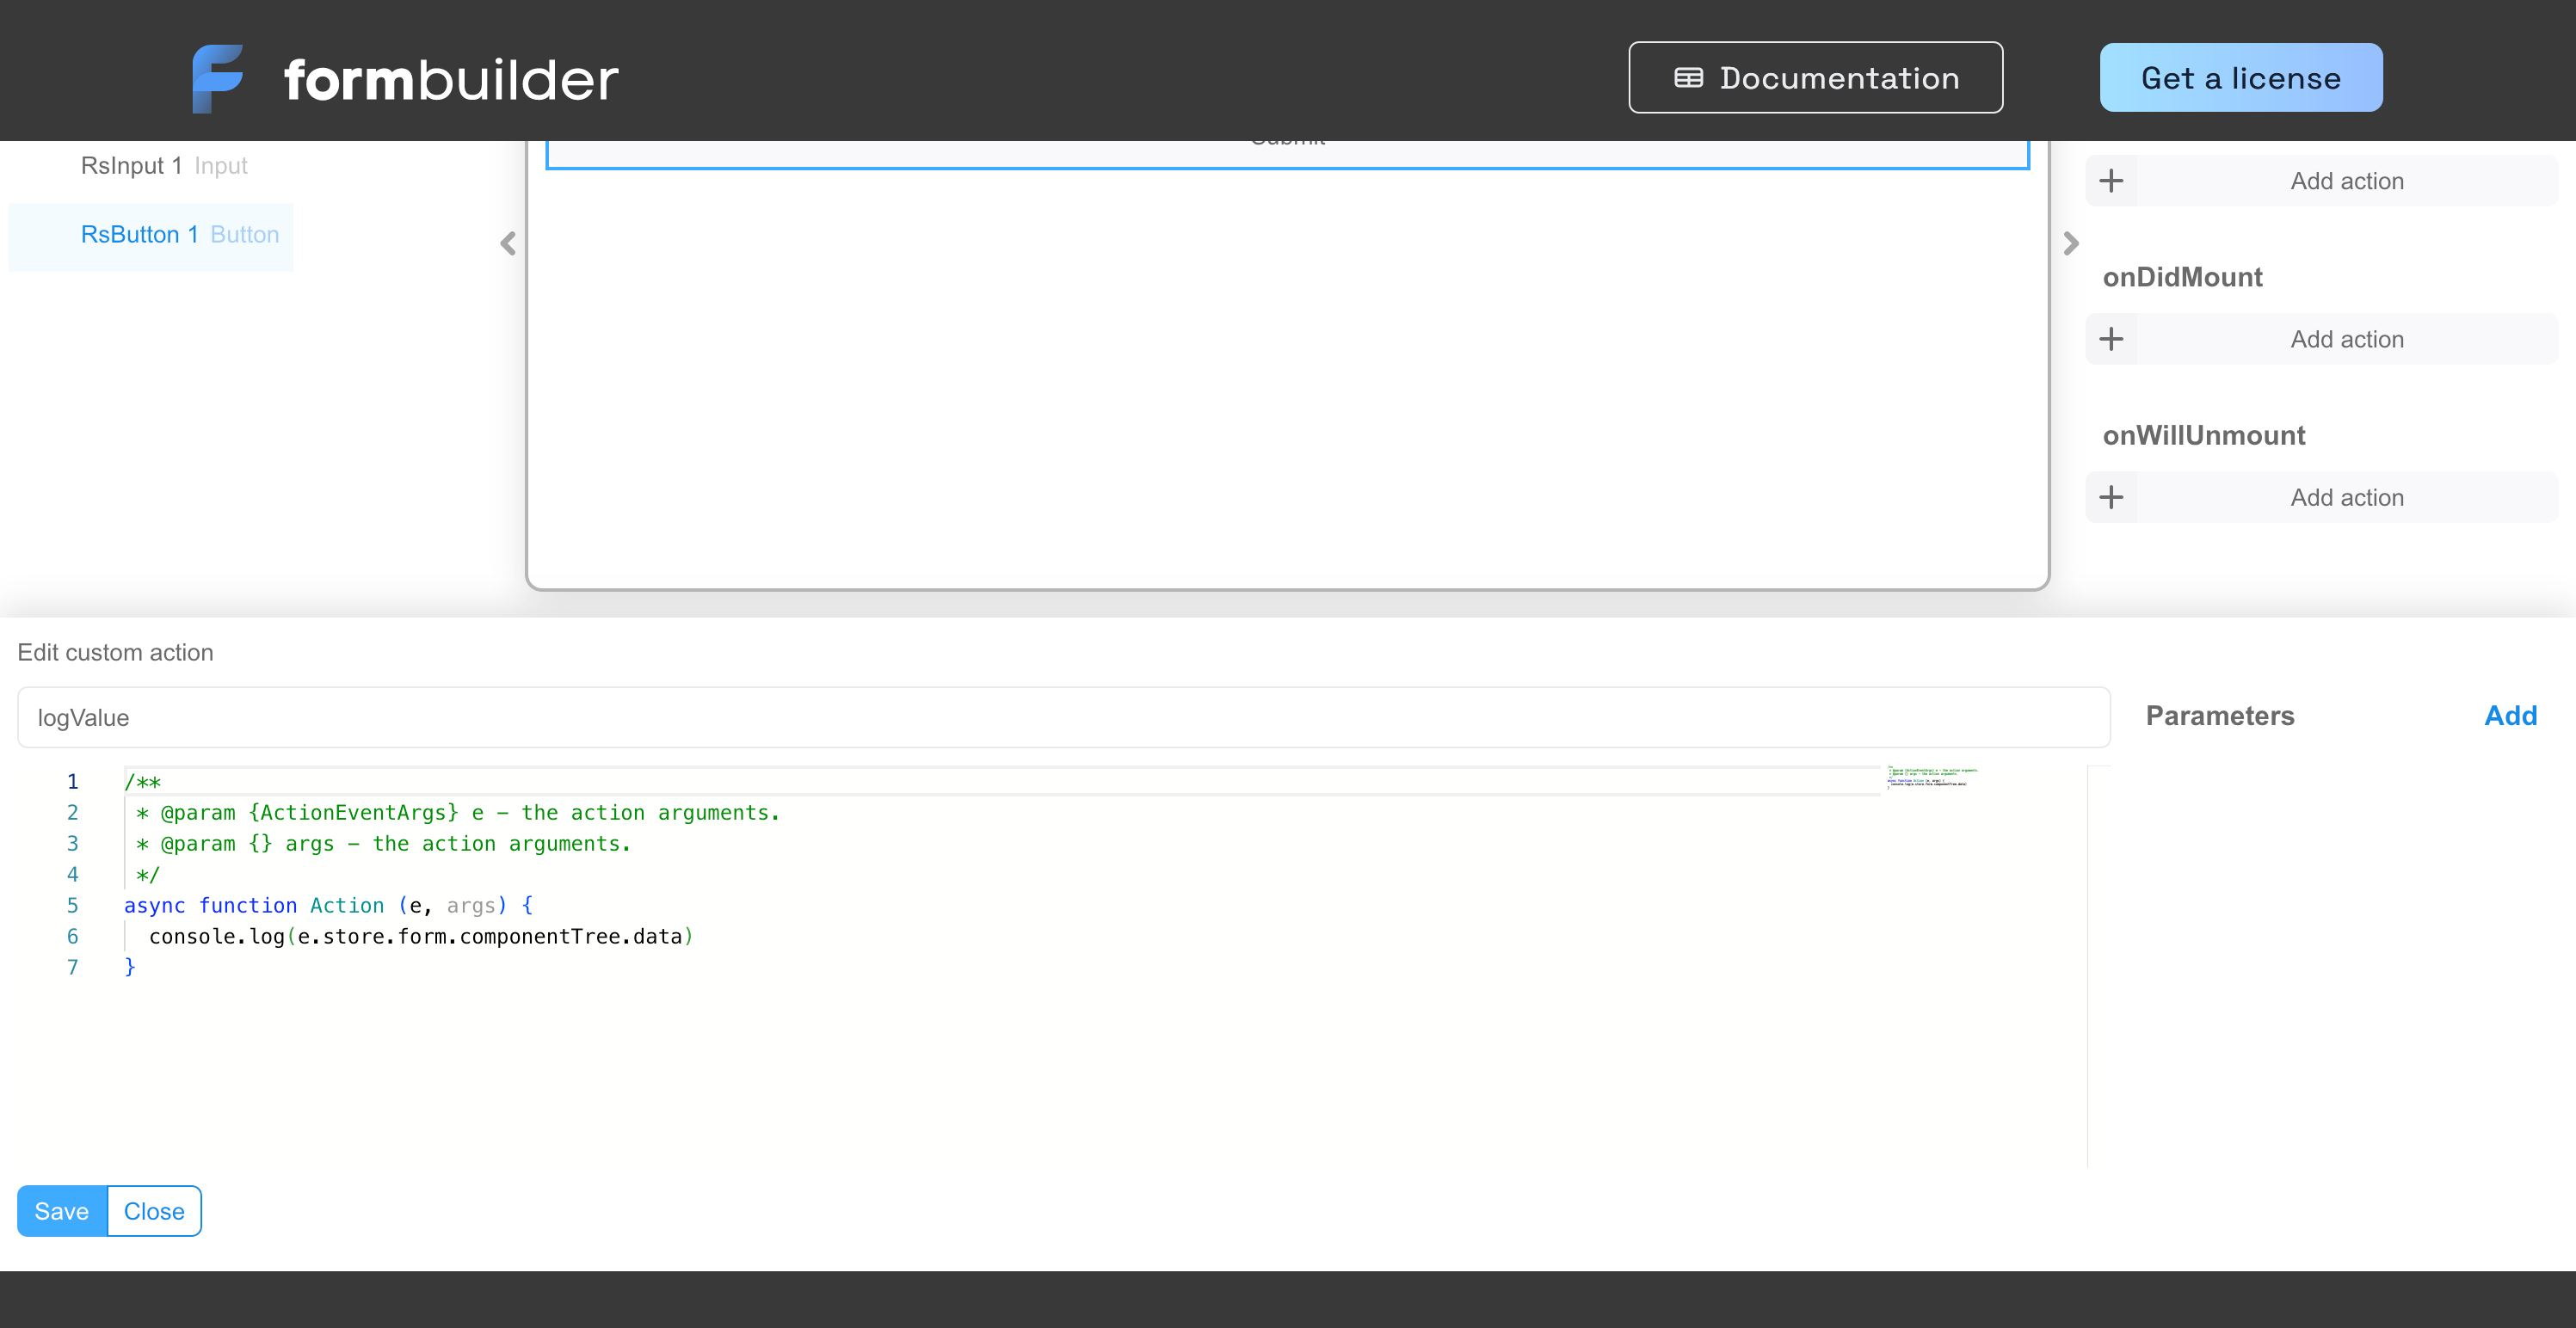 formbuilder
Documentation
Get a license
Submit
RsInput 1 Input
Add action
RsButton 1 Button
onDidMount
Add action
onWillUnmount
Add action
Edit custom action
logValue
Parameters
Add
1 /**
2  * @param {ActionEventArgs} e - the action arguments.
3  * @param {} args - the action arguments.
4  */
5 async function Action (e, args) {
6   console.log(e.store.form.componentTree.data)
7 }
Save
Close